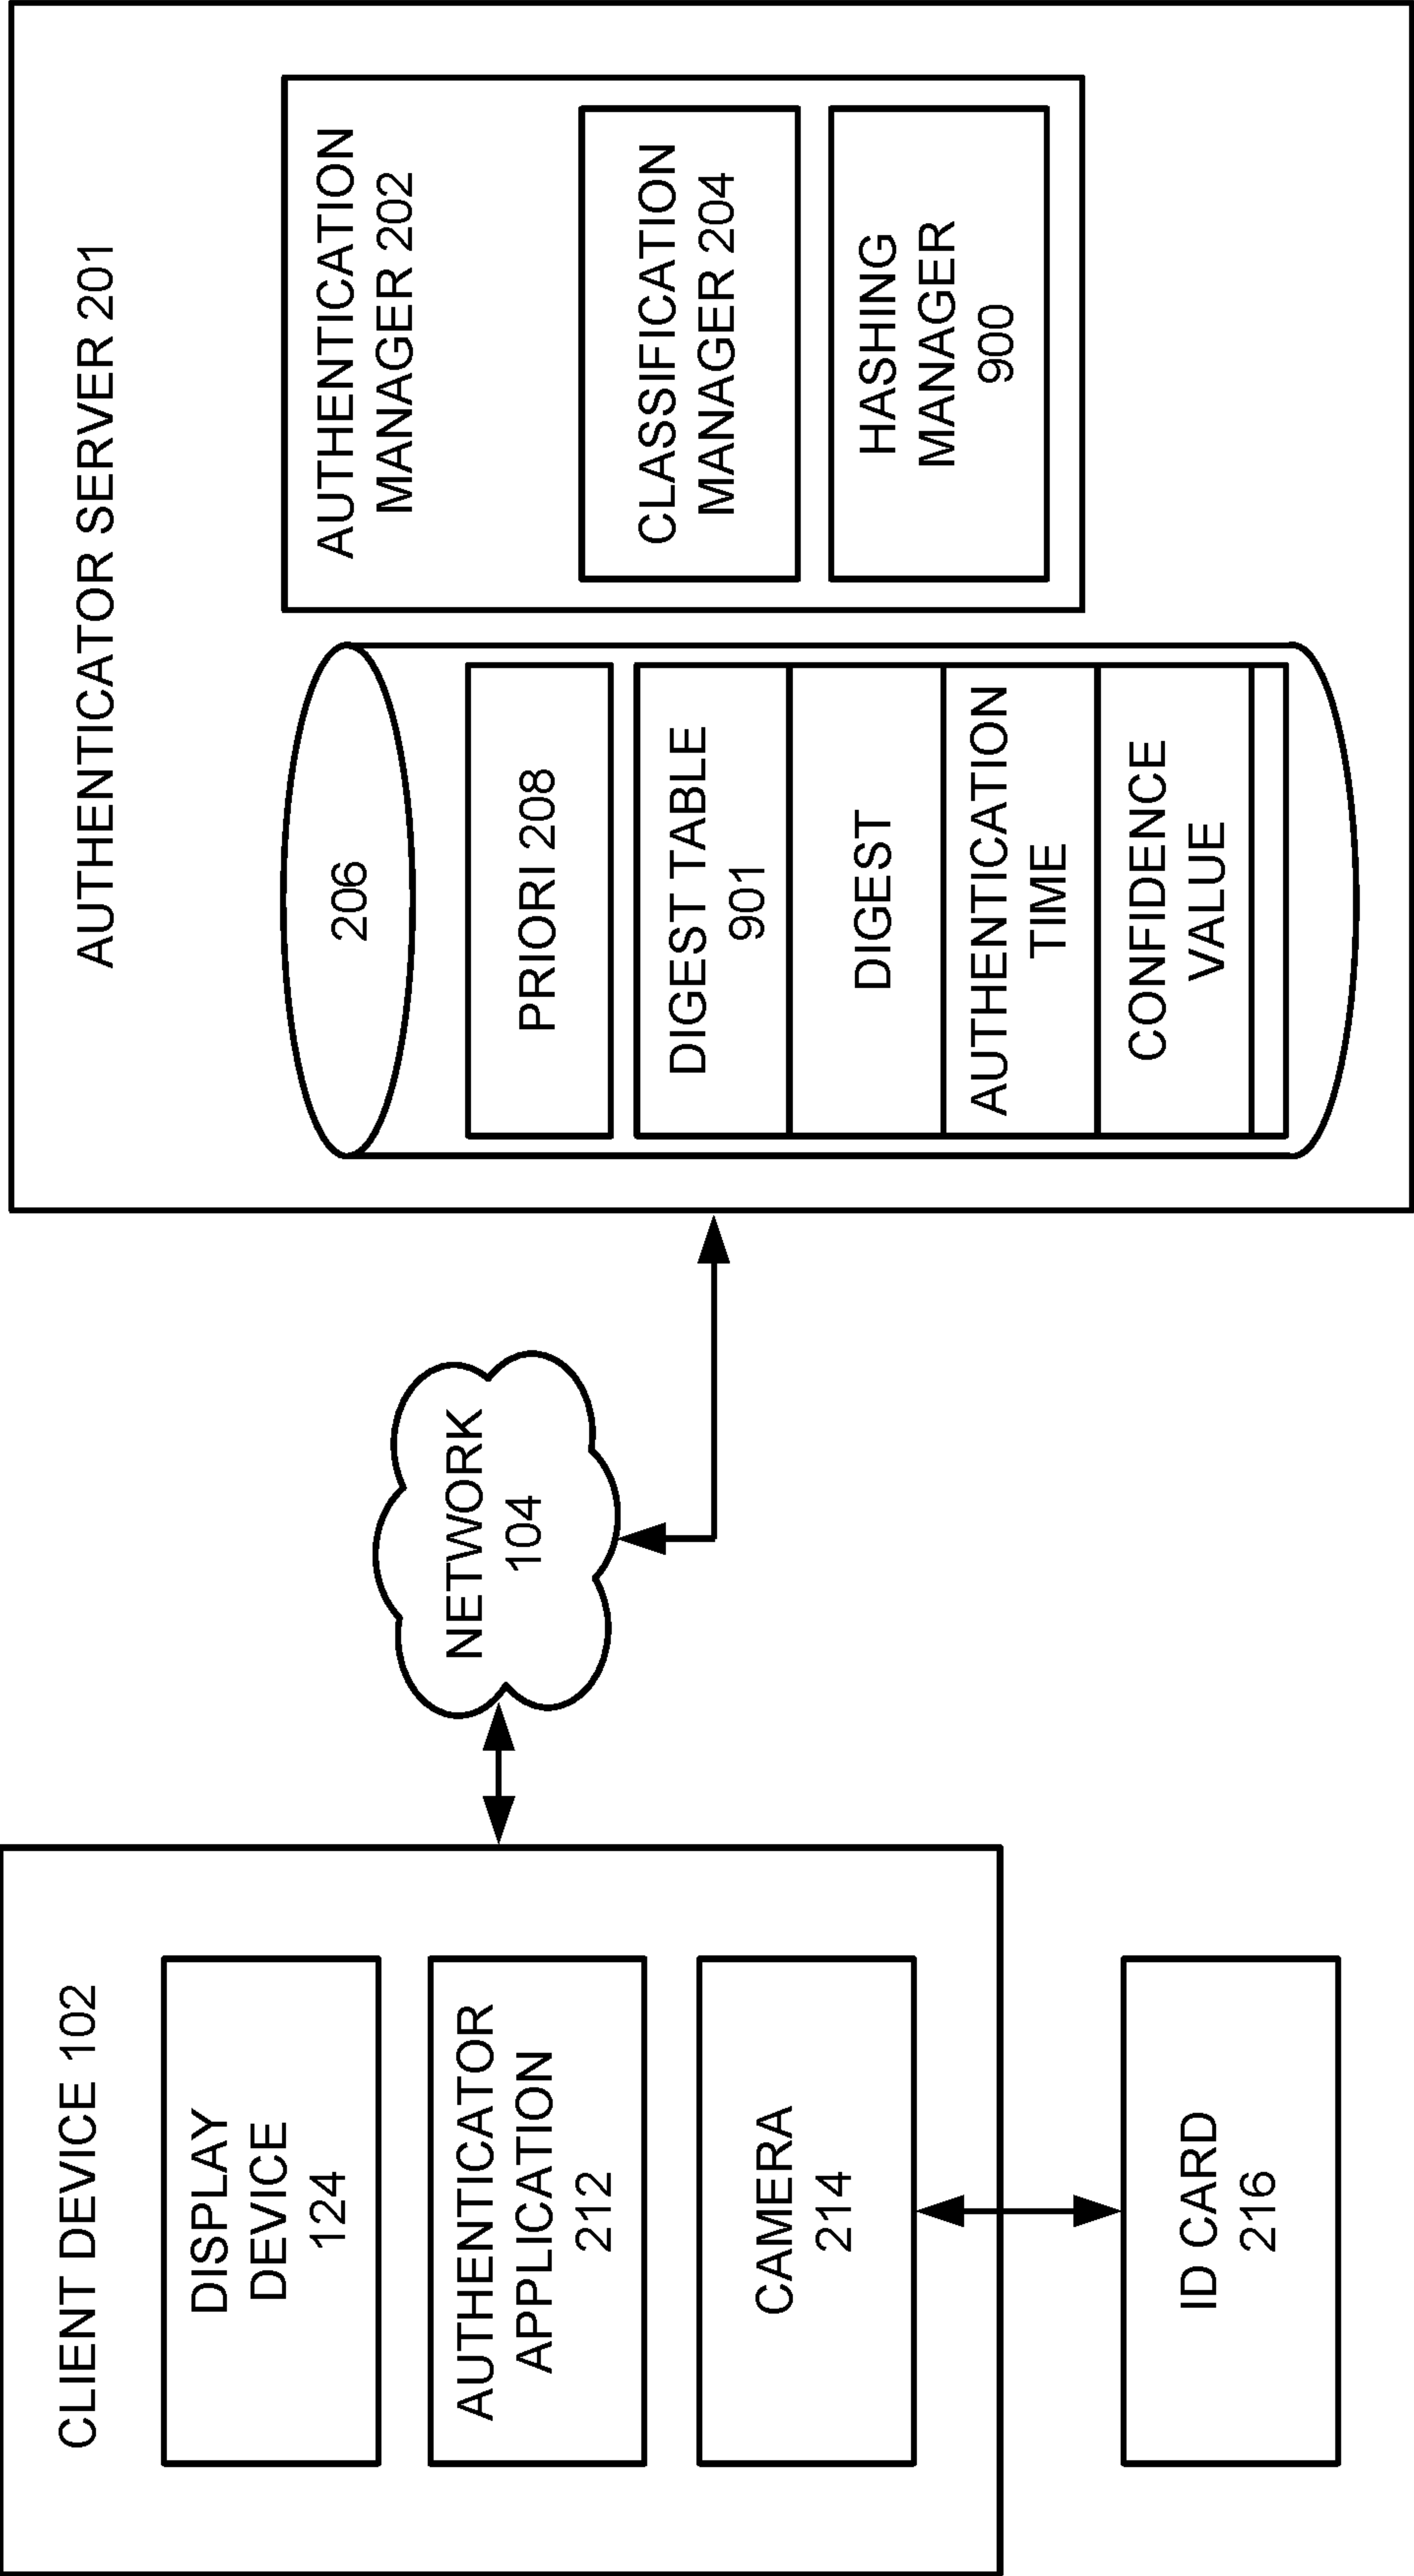 CLIENT DEVICE 102
DISPLAY
DEVICE
124
AUTHENTICATOR
APPLICATION
212
CAMERA
214
ID CARD
216
NETWORK
104
AUTHENTICATOR SERVER 201
206
PRIORI 208
DIGEST TABLE
901
DIGEST
AUTHENTICATION
TIME
CONFIDENCE
VALUE
AUTHENTICATION
MANAGER 202
CLASSIFICATION
MANAGER 204
HASHING
MANAGER
900